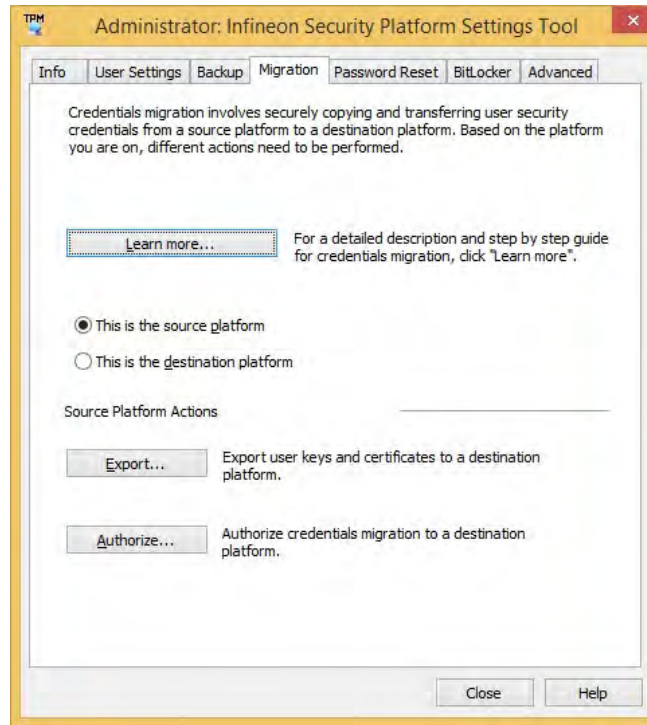 TPM
Administrator: Infineon Security Platform Settings Tool
Info User Settings Backup Migration Password Reset BitLocker Advanced
Credentials migration involves securely copying and transferring user security
credentials from a source platform to a destination platform. Based on the platform
you are on, different actions need to be performed.
Learn more...
For a detailed description and step by step guide
for credentials migration, click "Learn more".
This is the source platform
This is the destination platform
Source Platform Actions
Export...
Export user keys and certificates to a destination
platform.
Authorize...
Authorize credentials migration to a destination
platform.
Close Help